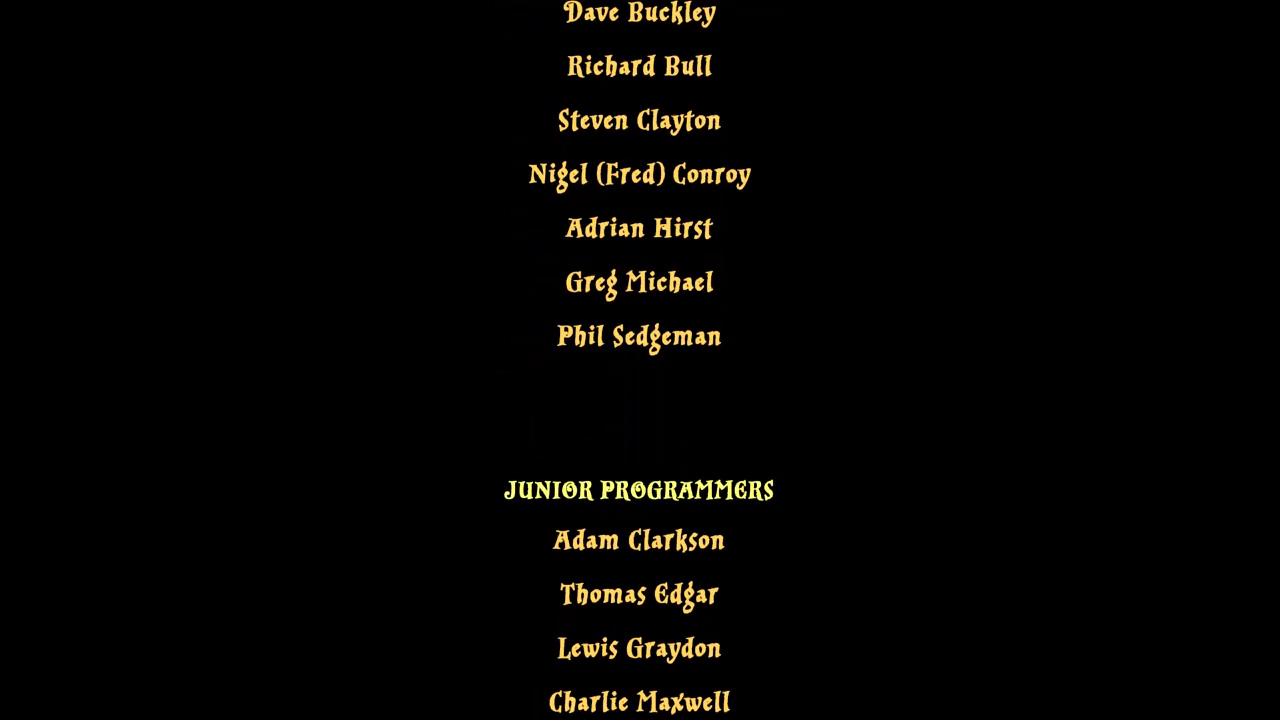 Dave Buckley
Richard Bull
Steven Clayton
Nigel (Fred) Conroy
Adrian Hirst
Greg Michael
Phil Sedgeman
JUNIOR PROGRAMMERS
Adam Clarkson
Thomas Edgar
Lewis Graydon
Charlie Maxwell